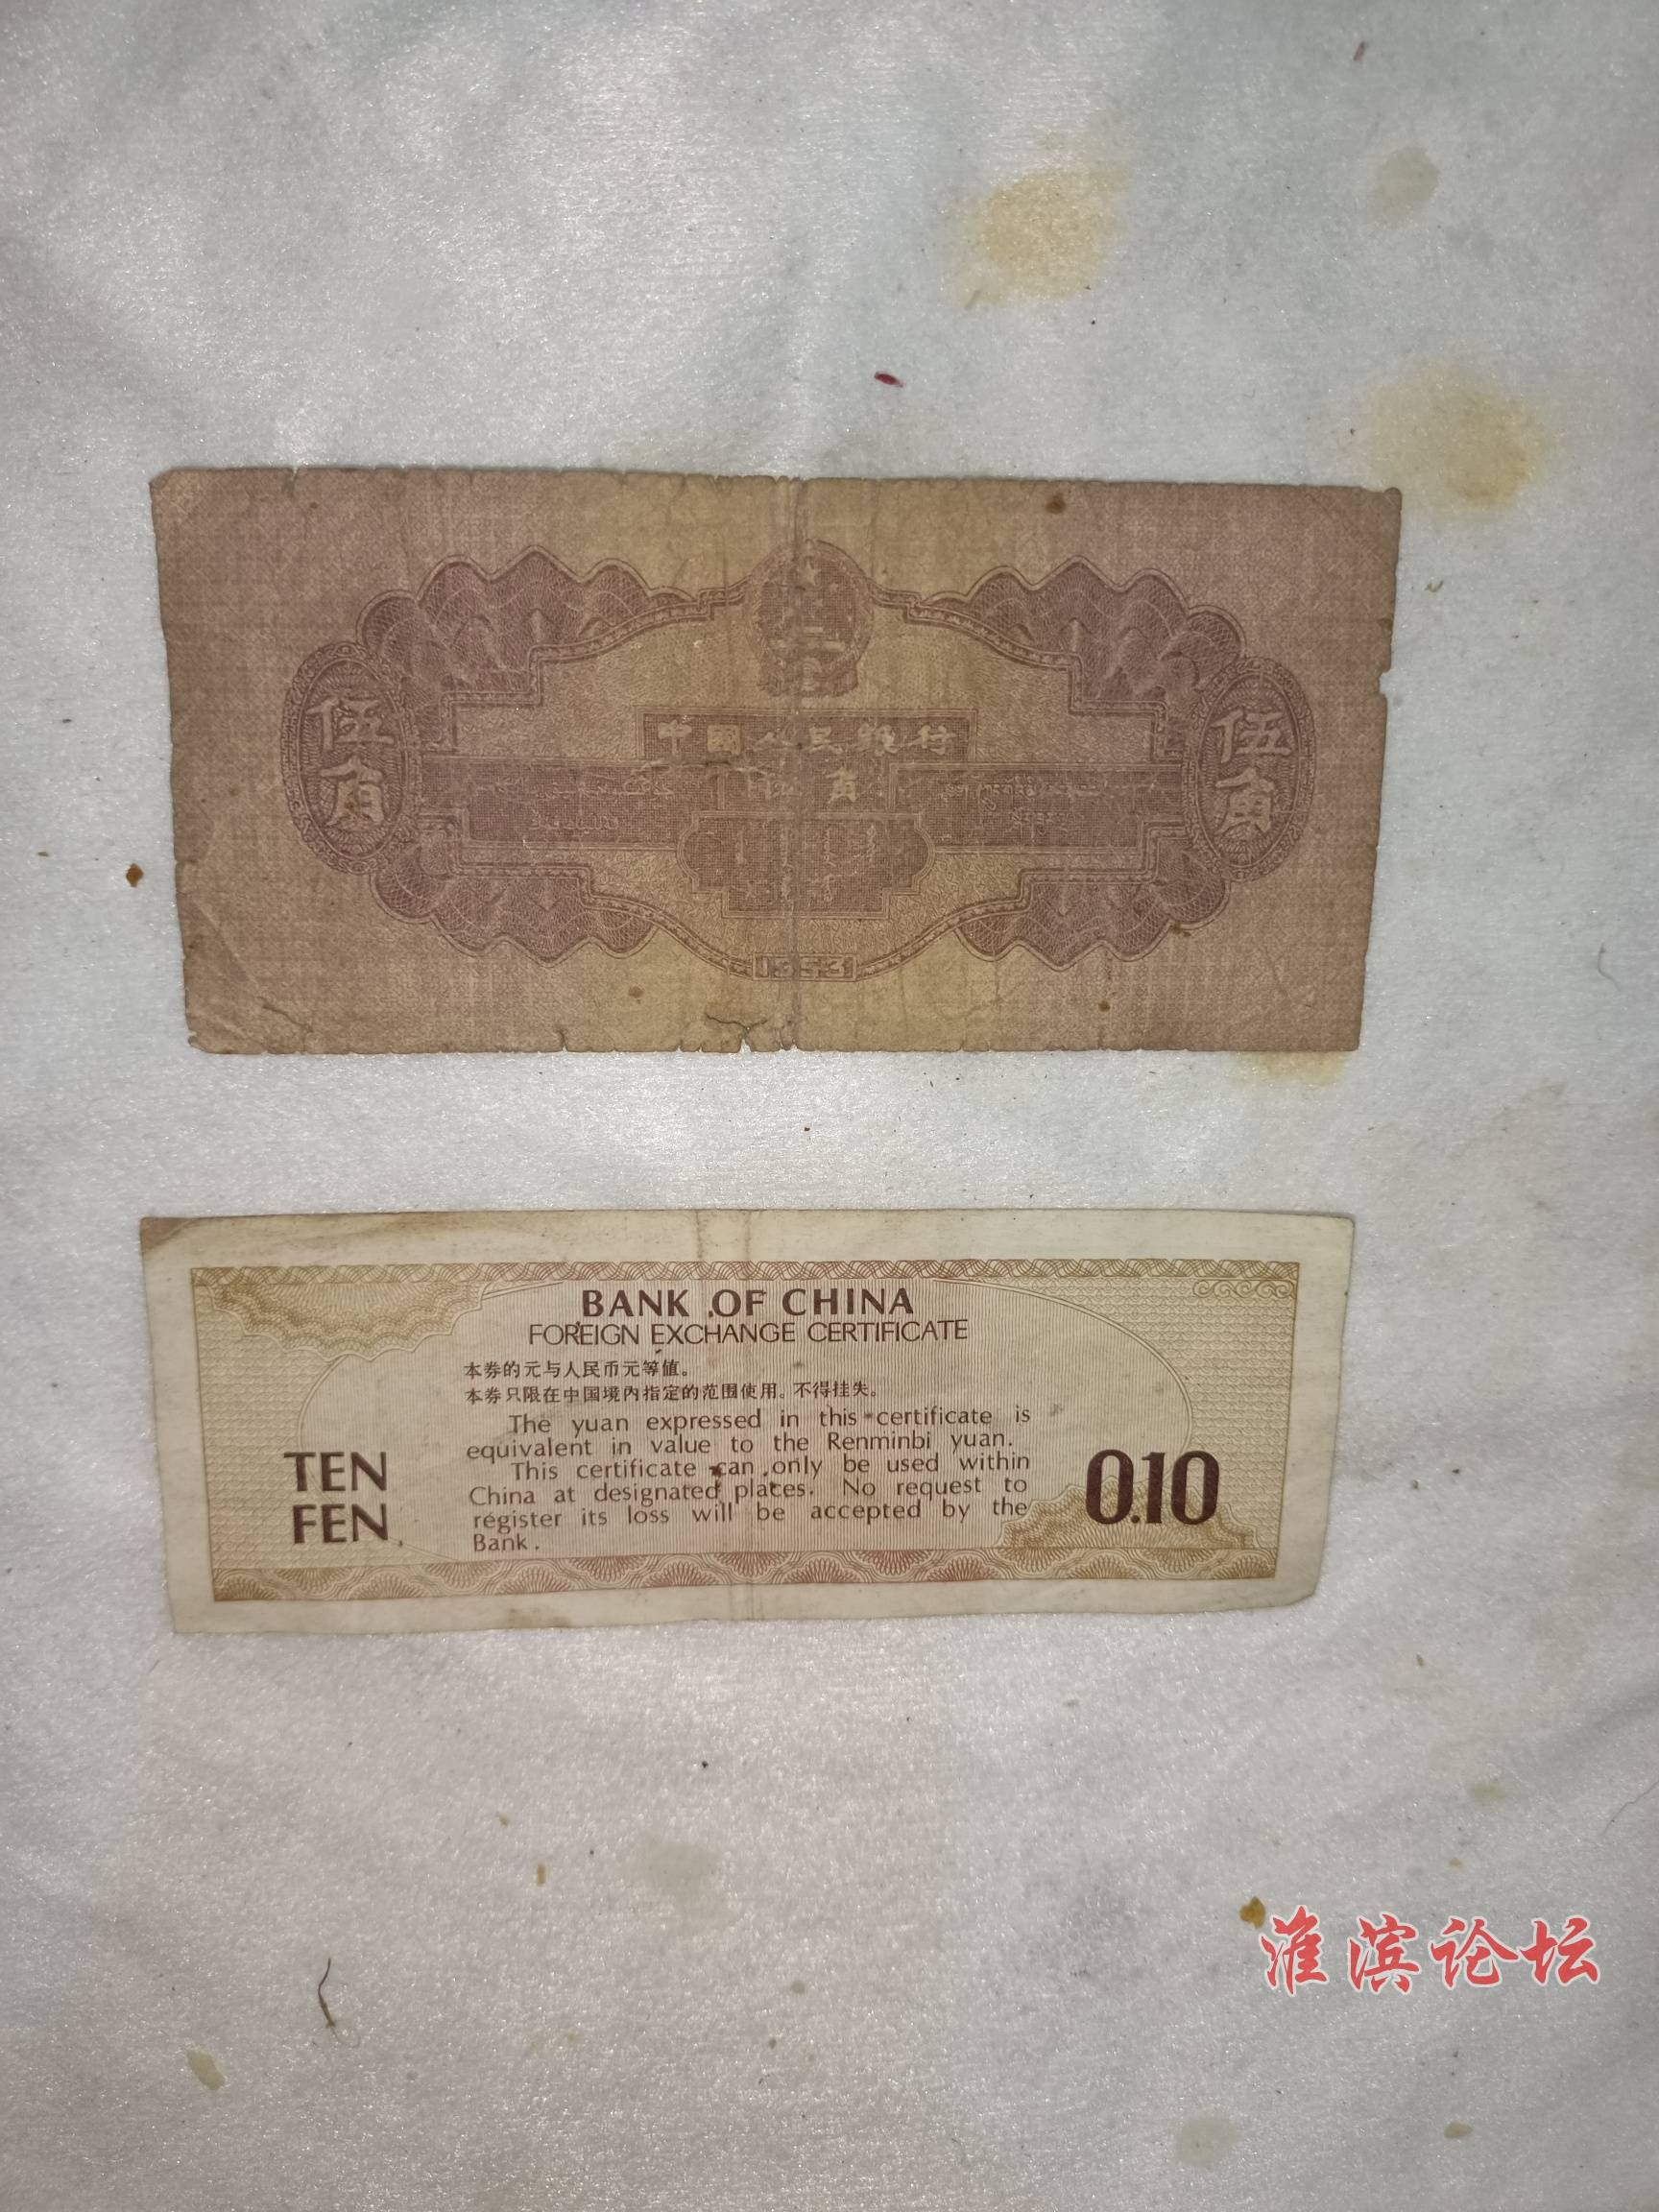 伍角
伍角
中國人民銀行
伍角
1953
BANK OF CHINA
FOREIGN EXCHANGE CERTIFICATE
本券的元与人民币元等值。
本券只限在中国境内指定的范围使用。不得挂失。
The yuan expressed in this certificate is
equivalent in value to the Renminbi yuan.
This certificate can only be used within
China at designated places. No request to
register its loss will be accepted by the
Bank.
TEN
FEN
0.10
淮滨论坛